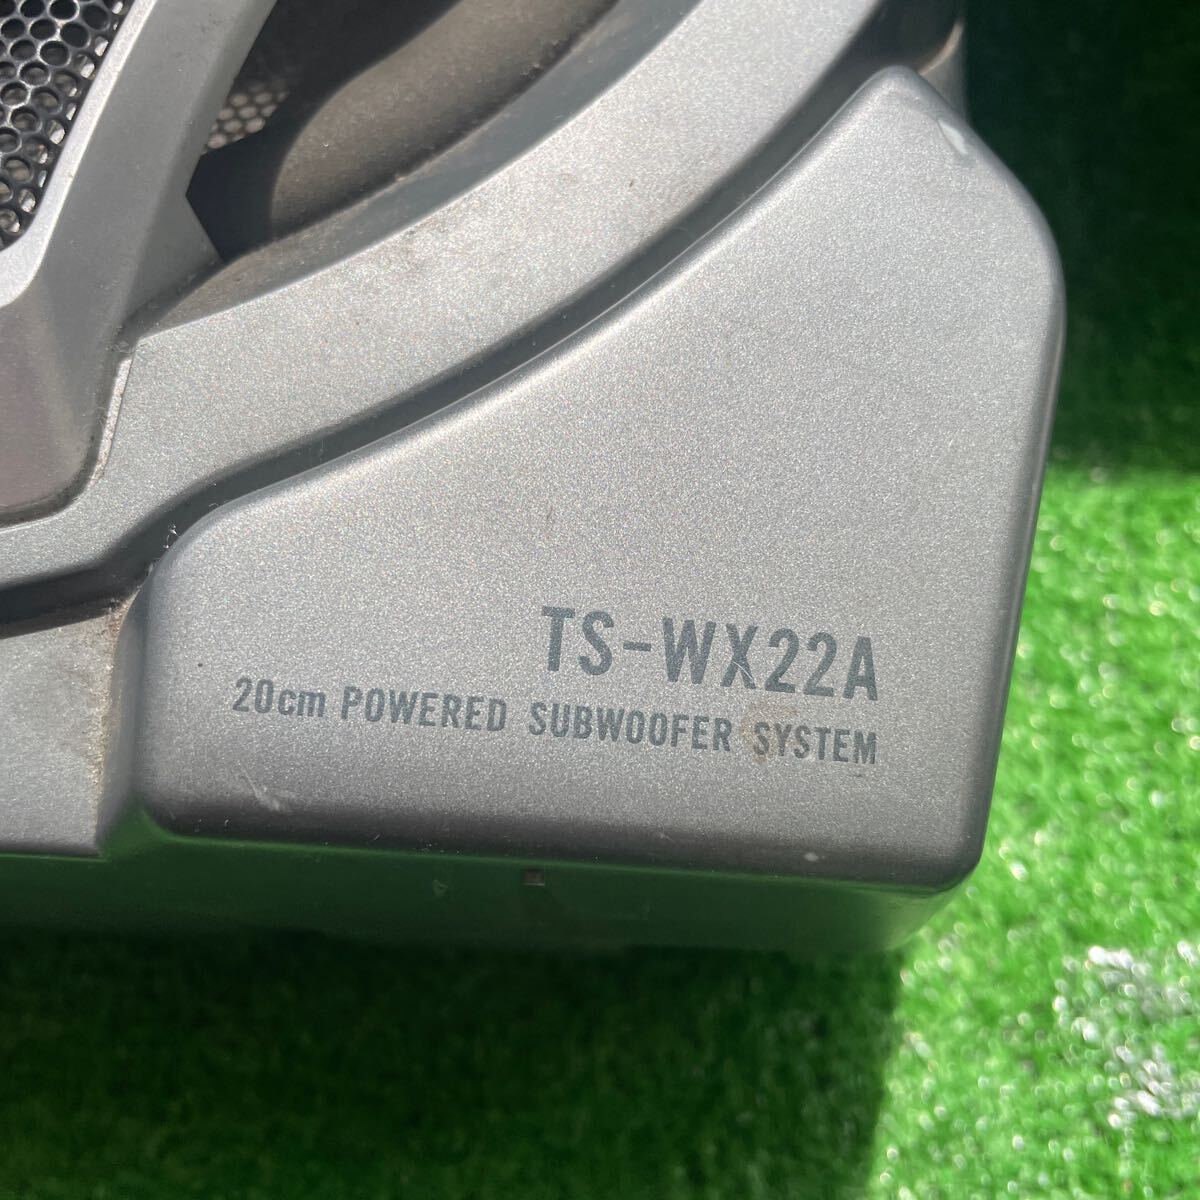 TS-WX22A
20cm POWERED SUBWOOFER SYSTEM